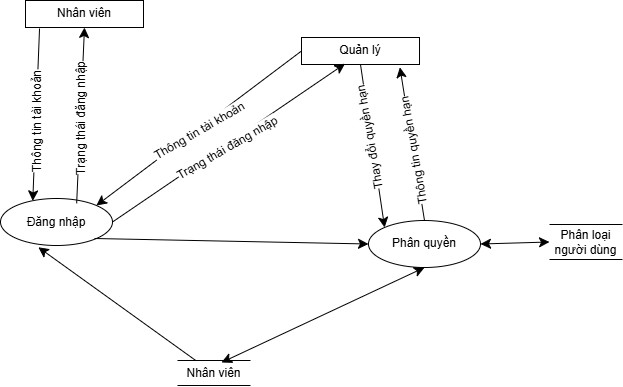 Nhân viên
Quản lý
Thông tin tài khoản
Trạng thái đăng nhập
Thông tin tài khoản
Trạng thái đăng nhập
Thay đổi quyền hạn
Thông tin quyền hạn
Đăng nhập
Phân quyền
Phân loại
người dùng
Nhân viên